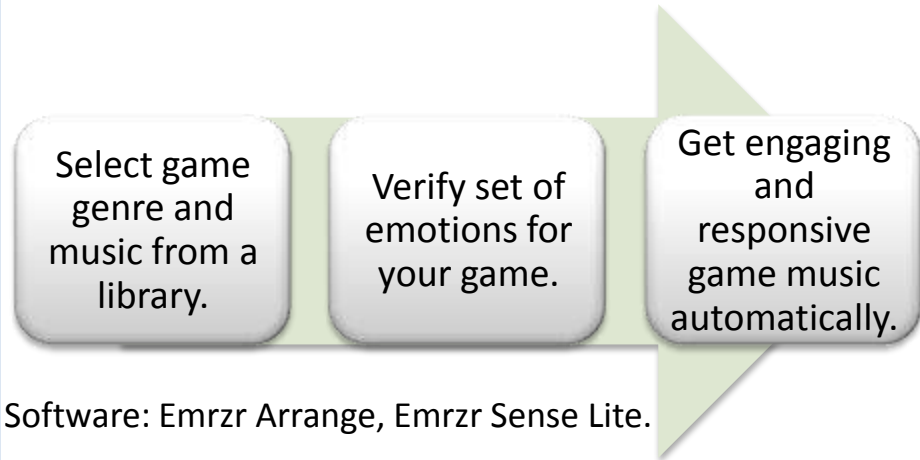 Select game
genre and
music from a
library.
Verify set of
emotions for
your game.
Get engaging
and
responsive
game music
automatically.
Software: Emrzr Arrange, Emrzr Sense Lite.